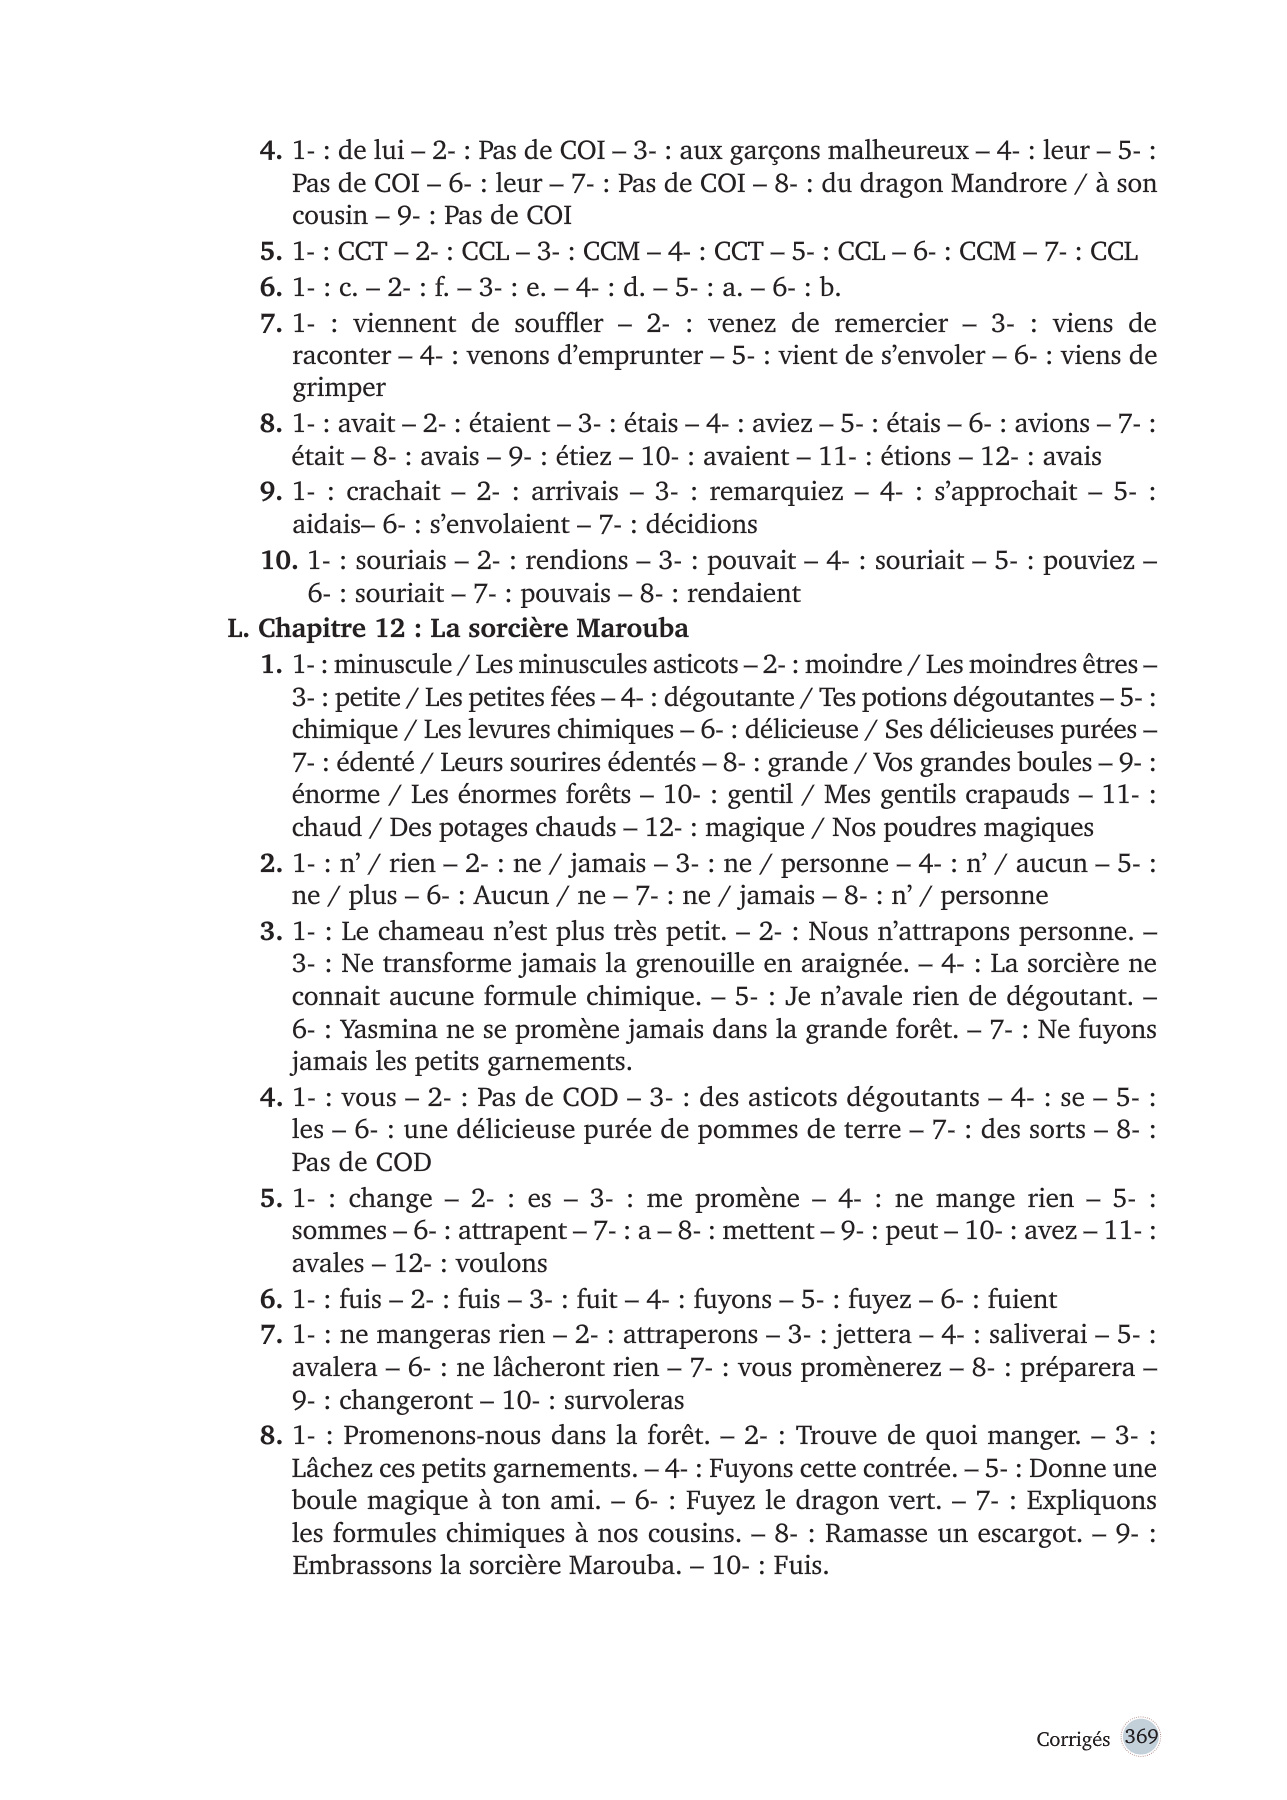 4. 1- : de lui – 2- : Pas de COI – 3- : aux garçons malheureux – 4- : leur – 5- :
Pas de COI – 6- : leur – 7- : Pas de COI – 8- : du dragon Mandrore / à son
cousin – 9- : Pas de COI
5. 1- : CCT – 2- : CCL – 3- : CCM – 4- : CCT – 5- : CCL – 6- : CCM – 7- : CCL
6. 1- : c. – 2- : f. – 3- : e. – 4- : d. – 5- : a. – 6- : b.
7. 1- : viennent de souffler – 2- : venez de remercier – 3- : viens de
raconter – 4- : venons d’emprunter – 5- : vient de s’envoler – 6- : viens de
grimper
8. 1- : avait – 2- : étaient – 3- : étais – 4- : aviez – 5- : étais – 6- : avions – 7- :
était – 8- : avais – 9- : étiez – 10- : avaient – 11- : étions – 12- : avais
9. 1- : crachait – 2- : arrivais – 3- : remarquiez – 4- : s’approchait – 5- :
aidais– 6- : s’envolaient – 7- : décidions
10. 1- : souriais – 2- : rendions – 3- : pouvait – 4- : souriait – 5- : pouviez –
6- : souriait – 7- : pouvais – 8- : rendaient
L. Chapitre 12 : La sorcière Marouba
1. 1- : minuscule / Les minuscules asticots – 2- : moindre / Les moindres êtres –
3- : petite / Les petites fées – 4- : dégoutante / Tes potions dégoutantes – 5- :
chimique / Les levures chimiques – 6- : délicieuse / Ses délicieuses purées –
7- : édenté / Leurs sourires édentés – 8- : grande / Vos grandes boules – 9- :
énorme / Les énormes forêts – 10- : gentil / Mes gentils crapauds – 11- :
chaud / Des potages chauds – 12- : magique / Nos poudres magiques
2. 1- : n’ / rien – 2- : ne / jamais – 3- : ne / personne – 4- : n’ / aucun – 5- :
ne / plus – 6- : Aucun / ne – 7- : ne / jamais – 8- : n’ / personne
3. 1- : Le chameau n’est plus très petit. – 2- : Nous n’attrapons personne. –
3- : Ne transforme jamais la grenouille en araignée. – 4- : La sorcière ne
connait aucune formule chimique. – 5- : Je n’avale rien de dégoutant. –
6- : Yasmina ne se promène jamais dans la grande forêt. – 7- : Ne fuyons
jamais les petits garnements.
4. 1- : vous – 2- : Pas de COD – 3- : des asticots dégoutants – 4- : se – 5- :
les – 6- : une délicieuse purée de pommes de terre – 7- : des sorts – 8- :
Pas de COD
5. 1- : change – 2- : es – 3- : me promène – 4- : ne mange rien – 5- :
sommes – 6- : attrapent – 7- : a – 8- : mettent – 9- : peut – 10- : avez – 11- :
avales – 12- : voulons
6. 1- : fuis – 2- : fuis – 3- : fuit – 4- : fuyons – 5- : fuyez – 6- : fuient
7. 1- : ne mangeras rien – 2- : attraperons – 3- : jettera – 4- : saliverai – 5- :
avalera – 6- : ne lâcheront rien – 7- : vous promènerez – 8- : préparera –
9- : changeront – 10- : survoleras
8. 1- : Promenons-nous dans la forêt. – 2- : Trouve de quoi manger. – 3- :
Lâchez ces petits garnements. – 4- : Fuyons cette contrée. – 5- : Donne une
boule magique à ton ami. – 6- : Fuyez le dragon vert. – 7- : Expliquons
les formules chimiques à nos cousins. – 8- : Ramasse un escargot. – 9- :
Embrassons la sorcière Marouba. – 10- : Fuis.
Corrigés 369